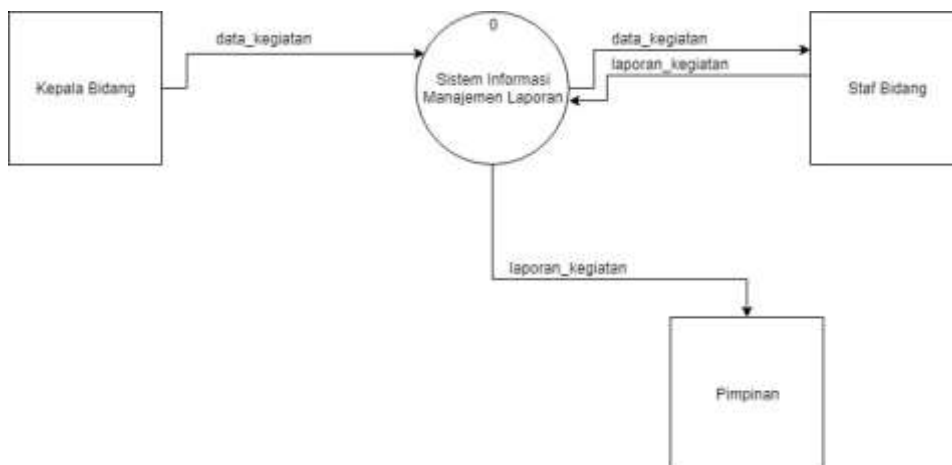 0
data_kegiatan
data_kegiatan
laporan_kegiatan
Kepala Bidang
Sistem Informasi
Manajemen Laporan
Staf Bidang
laporan_kegiatan
Pimpinan